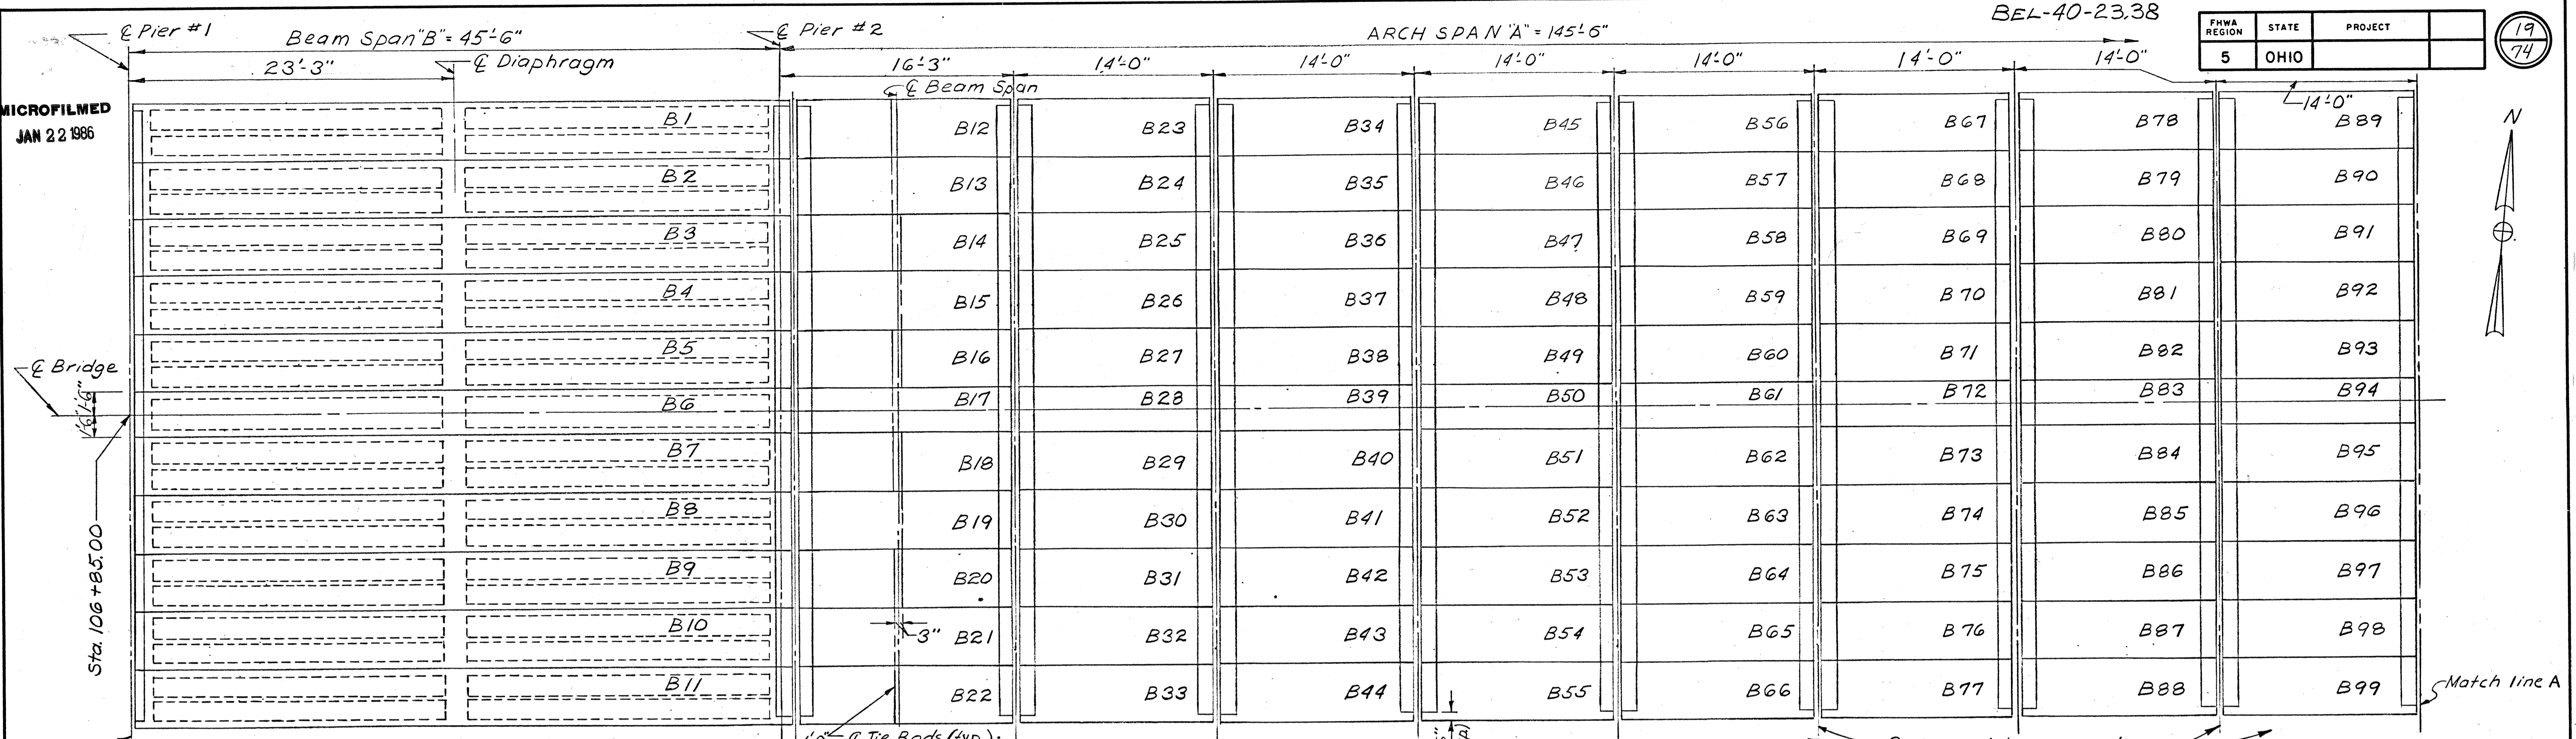 BEL-40-23.38
FHWA REGION STATE PROJECT
5 OHIO
19
74
℄ Pier #1 Beam Span "B" = 45'-6" ℄ Pier #2 ARCH SPAN "A" = 145'-6"
23'-3" ℄ Diaphragm 16'-3" 14'-0" 14'-0" 14'-0" 14'-0" 14'-0" 14'-0"
14'-0"
℄ Beam Span
MICROFILMED
JAN 22 1986
N
B1 B12 B23 B34 B45 B56 B67 B78 B89
B2 B13 B24 B35 B46 B57 B68 B79 B90
B3 B14 B25 B36 B47 B58 B69 B80 B91
B4 B15 B26 B37 B48 B59 B70 B81 B92
B5 B16 B27 B38 B49 B60 B71 B82 B93
℄ Bridge
1'-6" 1'-6"
B6 B17 B28 B39 B50 B61 B72 B83 B94
B7 B18 B29 B40 B51 B62 B73 B84 B95
B8 B19 B30 B41 B52 B63 B74 B85 B96
B9 B20 B31 B42 B53 B64 B75 B86 B97
B10 3" B21 B32 B43 B54 B65 B76 B87 B98
B11 B22 B33 B44 B55 B66 B77 B88 B99
Sta. 106+85.00
Match line A
℄ Tie Rods (typ.)